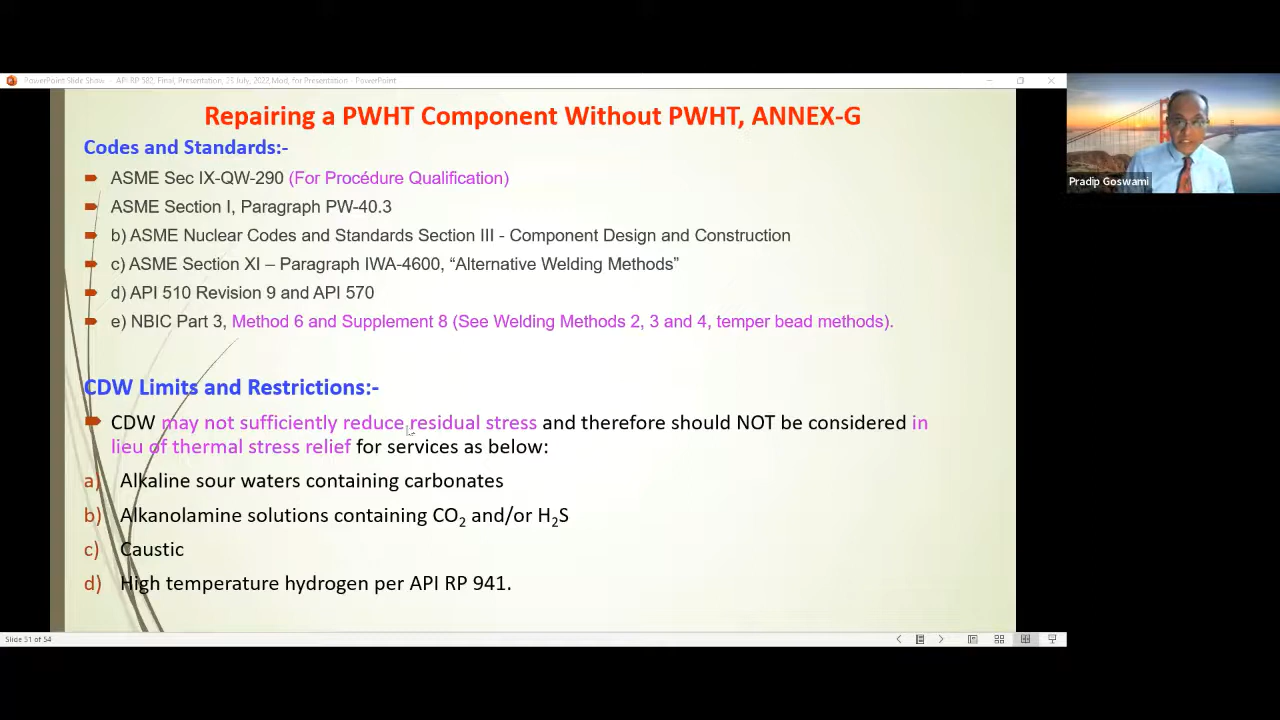 PowerPoint Slide Show - API RP 582, Final, Presentation, 25 July, 2022,Mod, for Presentation - PowerPoint
Repairing a PWHT Component Without PWHT, ANNEX-G
Codes and Standards:-
ASME Sec IX-QW-290 (For Procédure Qualification)
ASME Section I, Paragraph PW-40.3
b) ASME Nuclear Codes and Standards Section III - Component Design and Construction
c) ASME Section XI – Paragraph IWA-4600, “Alternative Welding Methods”
d) API 510 Revision 9 and API 570
e) NBIC Part 3, Method 6 and Supplement 8 (See Welding Methods 2, 3 and 4, temper bead methods).
CDW Limits and Restrictions:-
CDW may not sufficiently reduce residual stress and therefore should NOT be considered in
lieu of thermal stress relief for services as below:
a) Alkaline sour waters containing carbonates
b) Alkanolamine solutions containing CO2 and/or H2S
c) Caustic
d) High temperature hydrogen per API RP 941.
Slide 51 of 54
Pradip Goswami